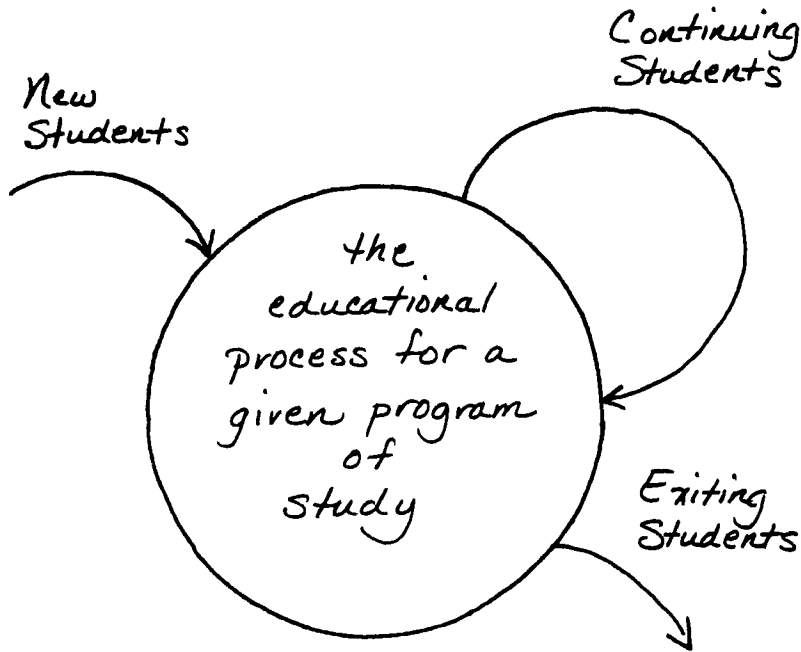 New
Students
Continuing
Students
the
educational
process for a
given program
of
study
Exiting
Students